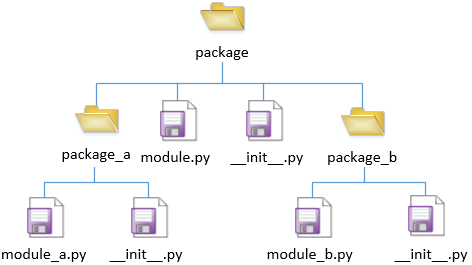 package
package_a
module.py
__init__.py
package_b
module_a.py
__init__.py
module_b.py
__init__.py